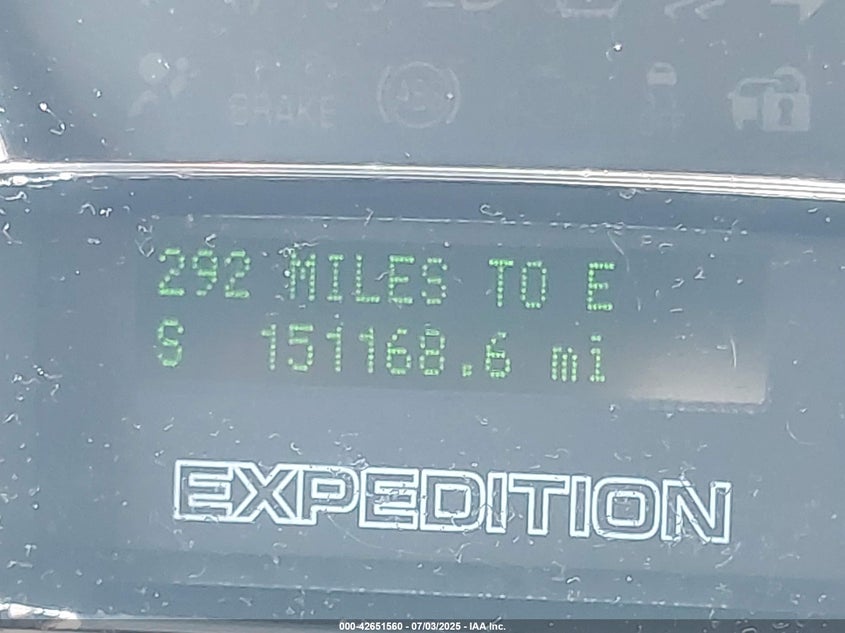 BRAKE
292 MILES TO E
S 151168.6 mi
EXPEDITION
000-42651560 - 07/03/2025 - IAA Inc.